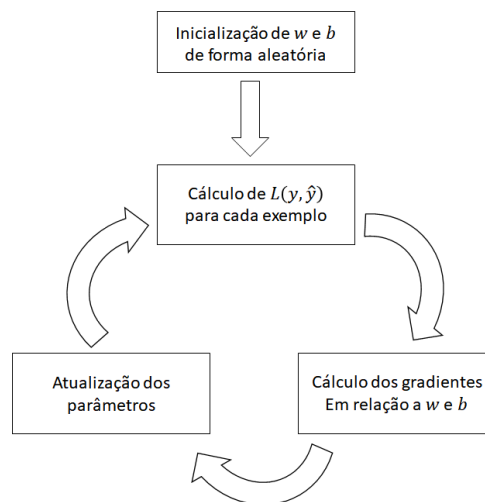 Inicialização de w e b
de forma aleatória
Cálculo de L(y, ŷ)
para cada exemplo
Atualização dos
parâmetros
Cálculo dos gradientes
Em relação a w e b